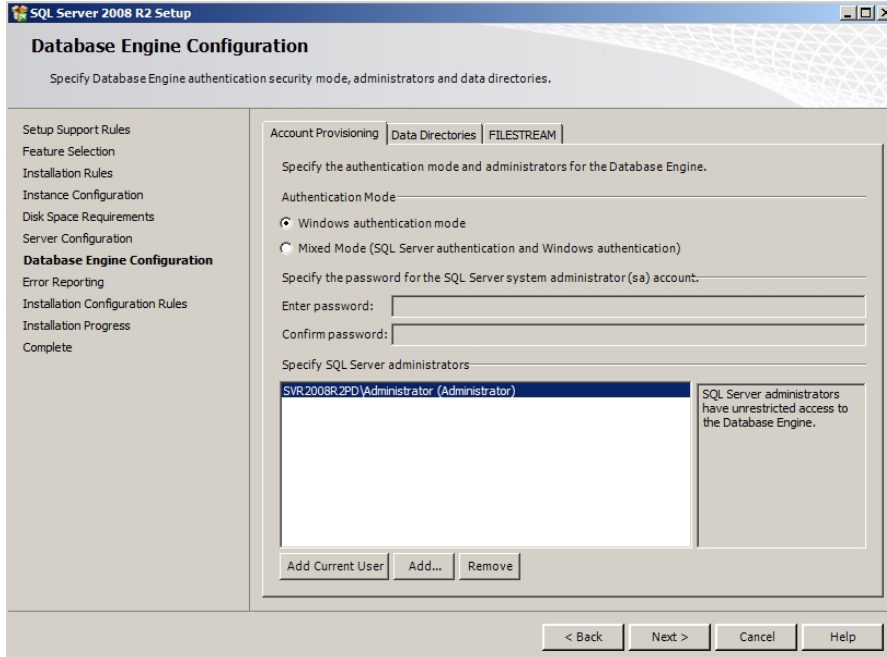 SQL Server 2008 R2 Setup
Database Engine Configuration
Specify Database Engine authentication security mode, administrators and data directories.
Setup Support Rules
Feature Selection
Installation Rules
Instance Configuration
Disk Space Requirements
Server Configuration
Database Engine Configuration
Error Reporting
Installation Configuration Rules
Installation Progress
Complete
Account Provisioning Data Directories FILESTREAM
Specify the authentication mode and administrators for the Database Engine.
Authentication Mode
Windows authentication mode
Mixed Mode (SQL Server authentication and Windows authentication)
Specify the password for the SQL Server system administrator (sa) account.
Enter password:
Confirm password:
Specify SQL Server administrators
SVR2008R2PD\Administrator (Administrator)
SQL Server administrators
have unrestricted access to
the Database Engine.
Add Current User Add... Remove
< Back Next > Cancel Help